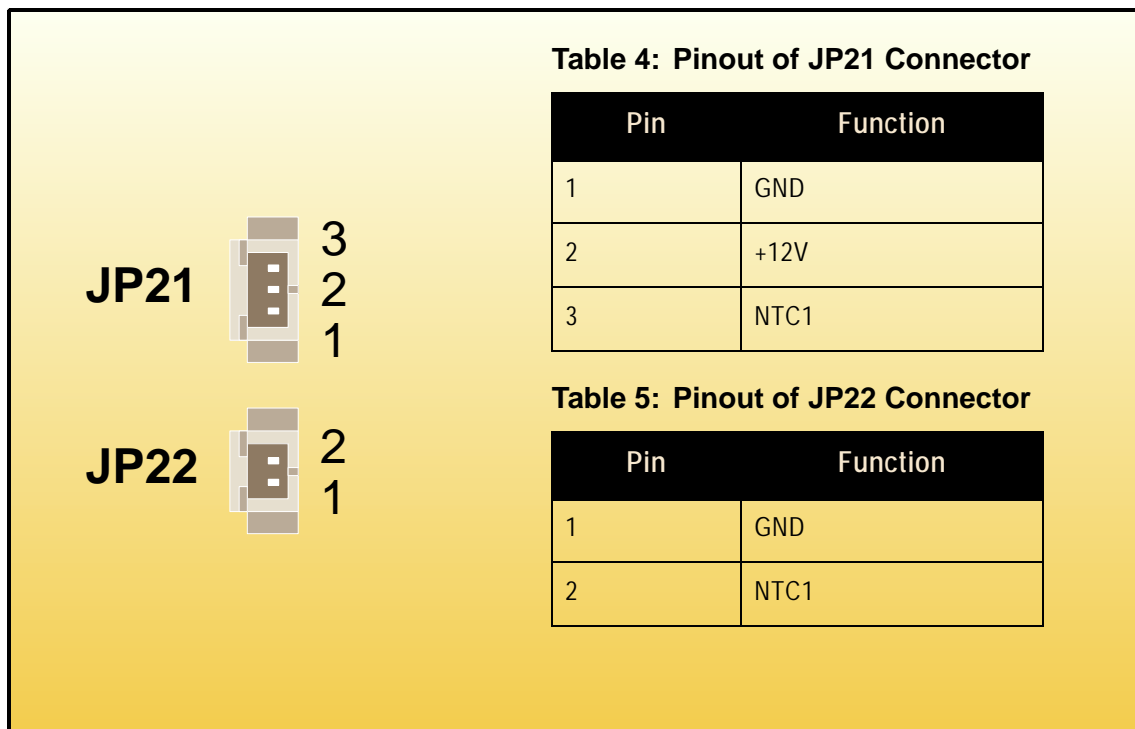 JP21
3
2
1
JP22
2
1
Table 4: Pinout of JP21 Connector
Pin Function
1 GND
2 +12V
3 NTC1
Table 5: Pinout of JP22 Connector
Pin Function
1 GND
2 NTC1